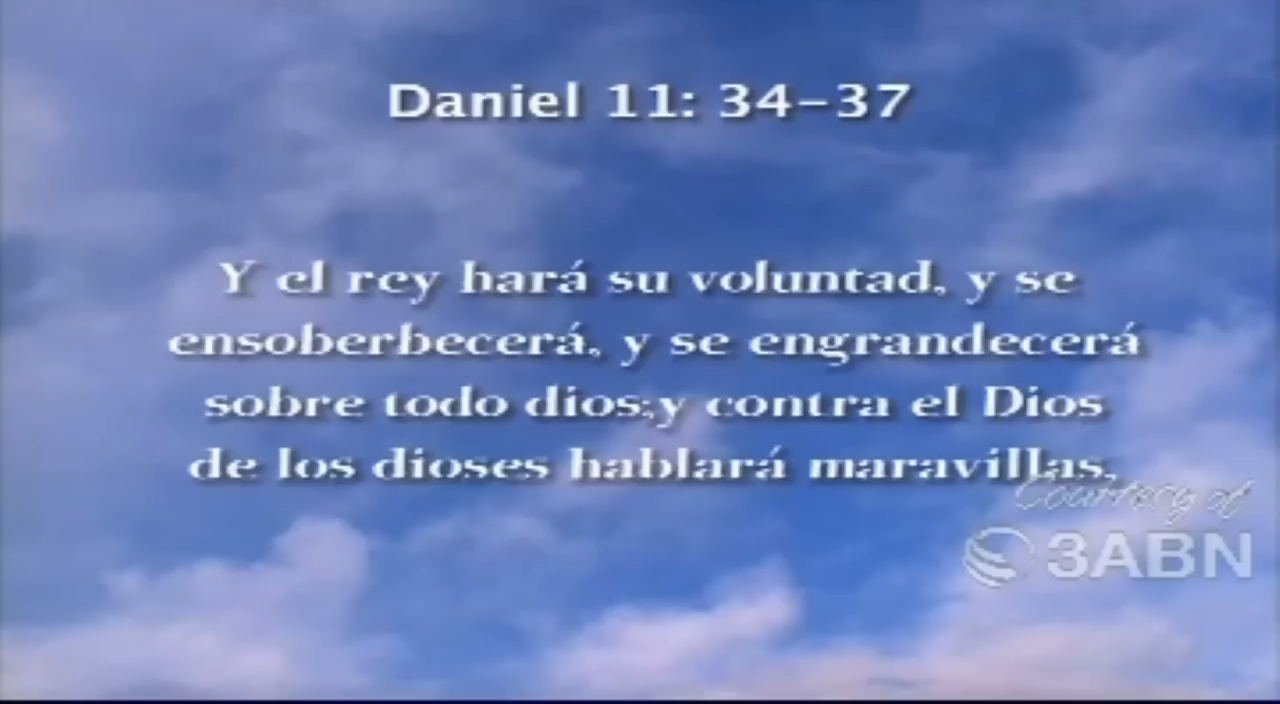 Daniel 11: 34-37
Y el rey hará su voluntad, y se
ensoberbecerá, y se engrandecerá
sobre todo dios;y contra el Dios
de los dioses hablará maravillas,
Courtesy of
3ABN